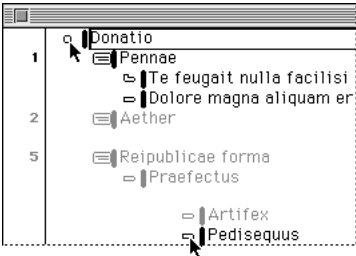 Donatio
1 Pennae
Te feugait nulla facilisi
Dolore magna aliquam er
2 Aether
5 Reipublicae forma
Praefectus
Artifex
Pedisequus